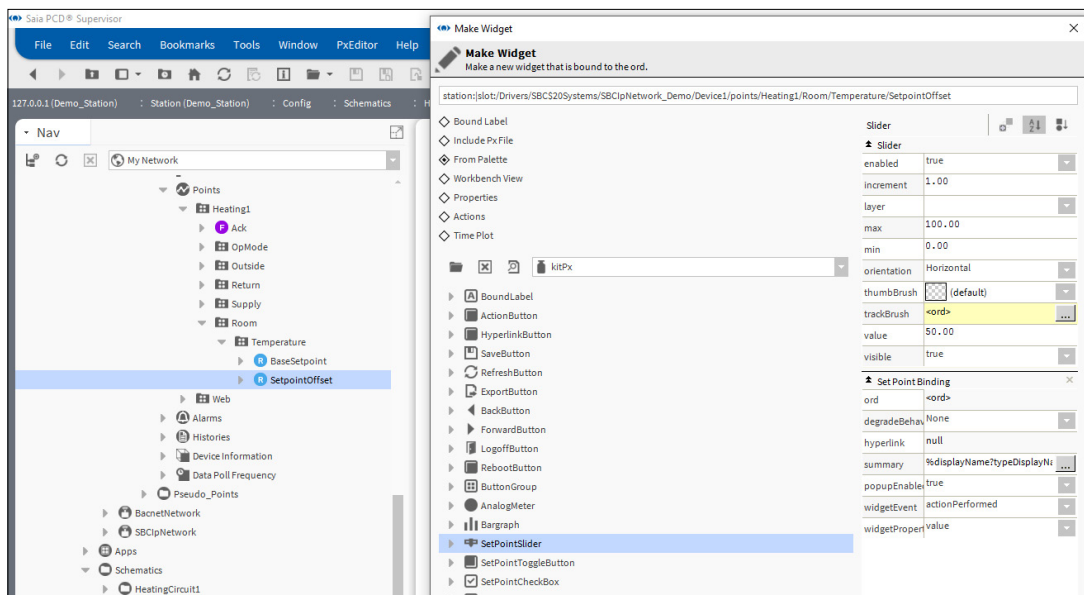 Saia PCD® Supervisor
File Edit Search Bookmarks Tools Window PxEditor Help
127.0.0.1 (Demo_Station) : Station (Demo_Station) : Config : Schematics : H
Nav
My Network
Points
Heating1
F Ack
OpMode
Outside
Return
Supply
Room
Temperature
R BaseSetpoint
R SetpointOffset
Web
Alarms
Histories
Device Information
Data Poll Frequency
Pseudo_Points
BacnetNetwork
SBCIpNetwork
Apps
Schematics
HeatingCircuit1
Make Widget
Make Widget
Make a new widget that is bound to the ord.
station:|slot:/Drivers/SBCS20Systems/SBCIpNetwork_Demo/Device1/points/Heating1/Room/Temperature/SetpointOffset
Bound Label
Include Px File
From Palette
Workbench View
Properties
Actions
Time Plot
kitPx
A BoundLabel
ActionButton
HyperlinkButton
SaveButton
RefreshButton
ExportButton
BackButton
ForwardButton
LogoffButton
RebootButton
ButtonGroup
AnalogMeter
Bargraph
SetPointSlider
SetPointToggleButton
SetPointCheckBox
Slider
Slider
enabled true
increment 1.00
layer
max 100.00
min 0.00
orientation Horizontal
thumbBrush (default)
trackBrush <ord> ...
value 50.00
visible true
Set Point Binding
ord <ord>
degradeBehav None
hyperlink null
summary %displayName?typeDisplayNa ...
popupEnable true
widgetEvent actionPerformed
widgetPropert value